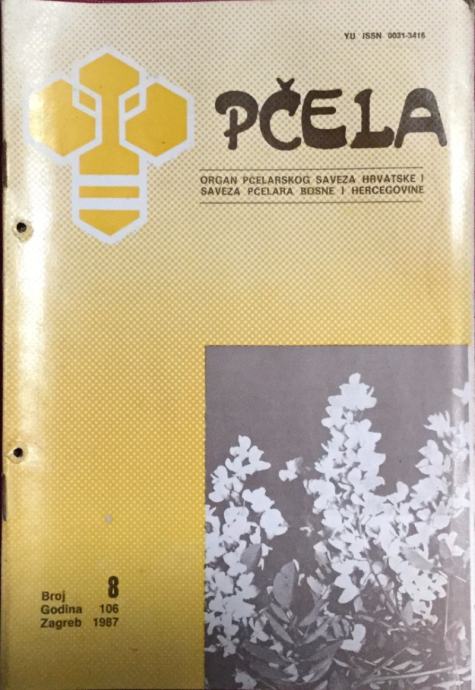 YU ISSN 0031-3416
PČELA
ORGAN PČELARSKOG SAVEZA HRVATSKE I
SAVEZA PČELARA BOSNE I HERCEGOVINE
Broj 8
Godina 106
Zagreb 1987